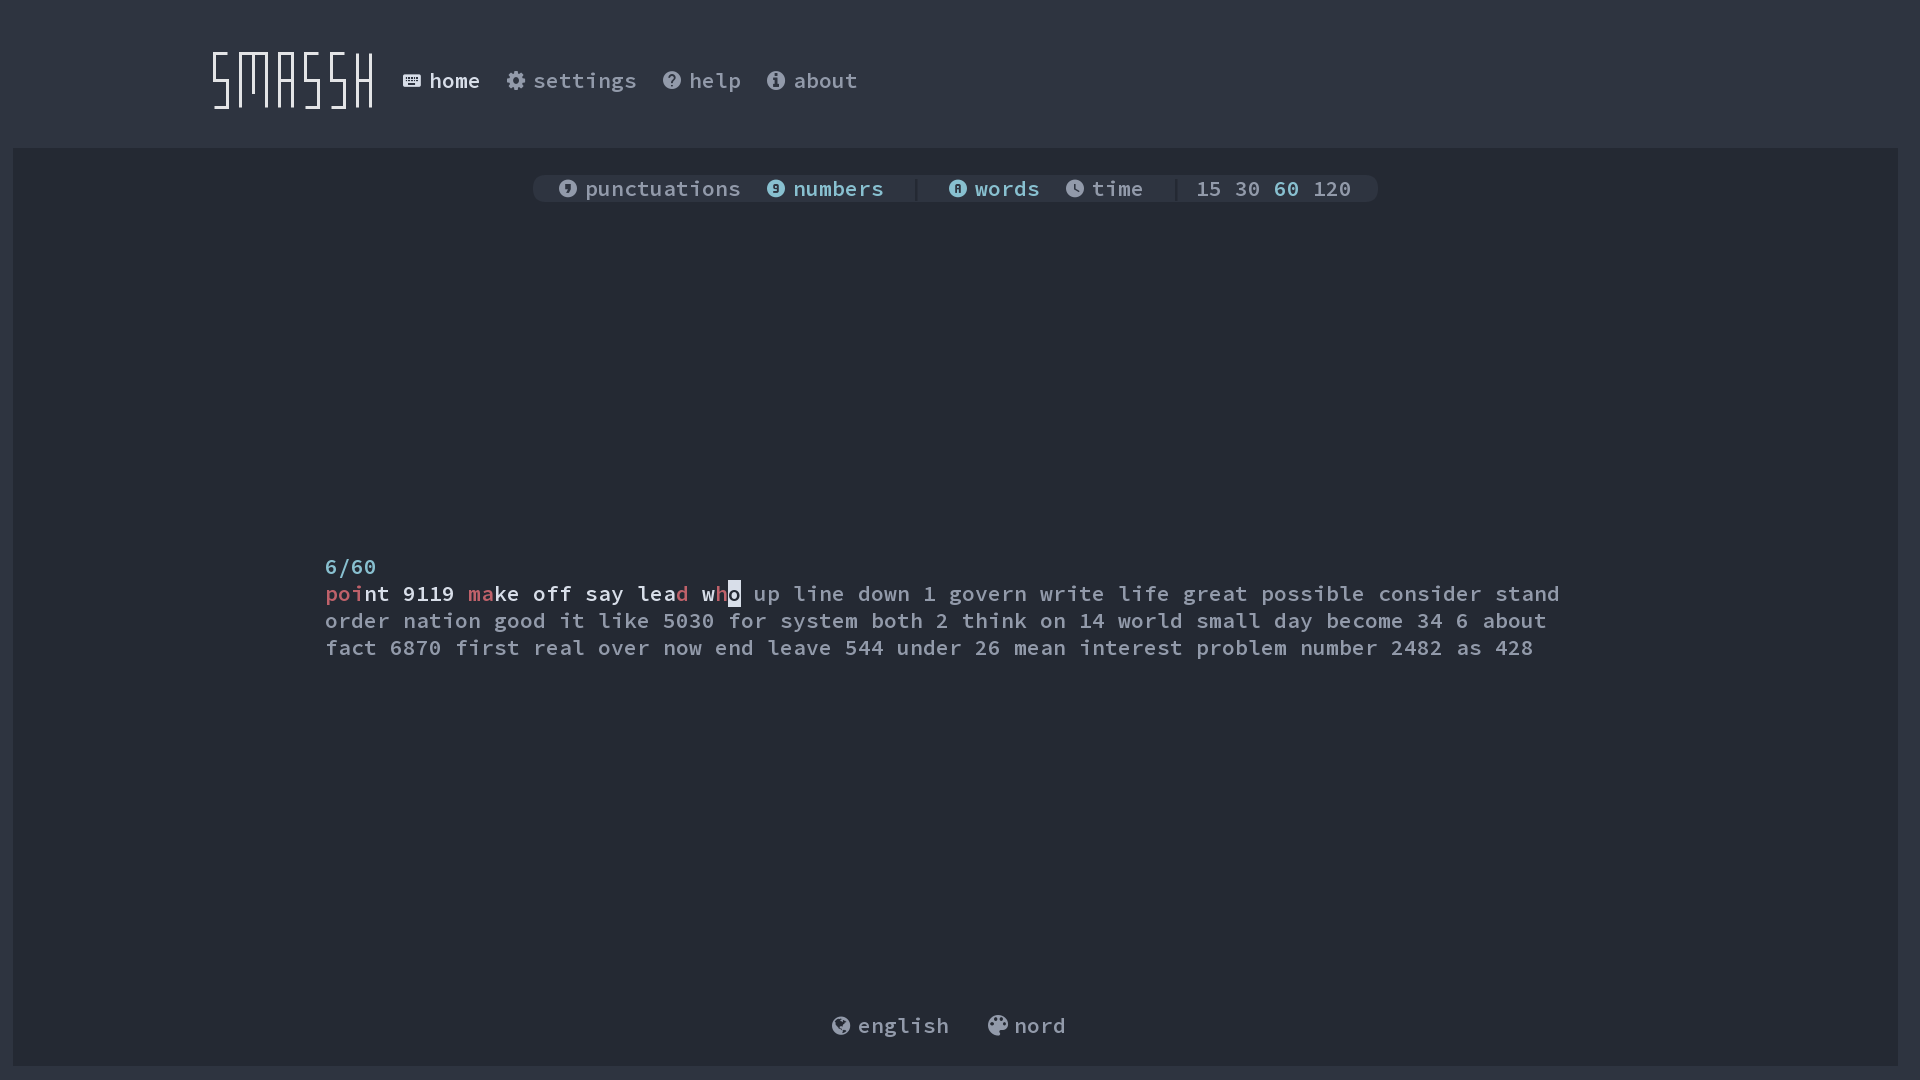 SMASSH home settings help about
punctuations numbers words time 15 30 60 120
6/60
point 9119 make off say lead who up line down 1 govern write life great possible consider stand
order nation good it like 5030 for system both 2 think on 14 world small day become 34 6 about
fact 6870 first real over now end leave 544 under 26 mean interest problem number 2482 as 428
english nord